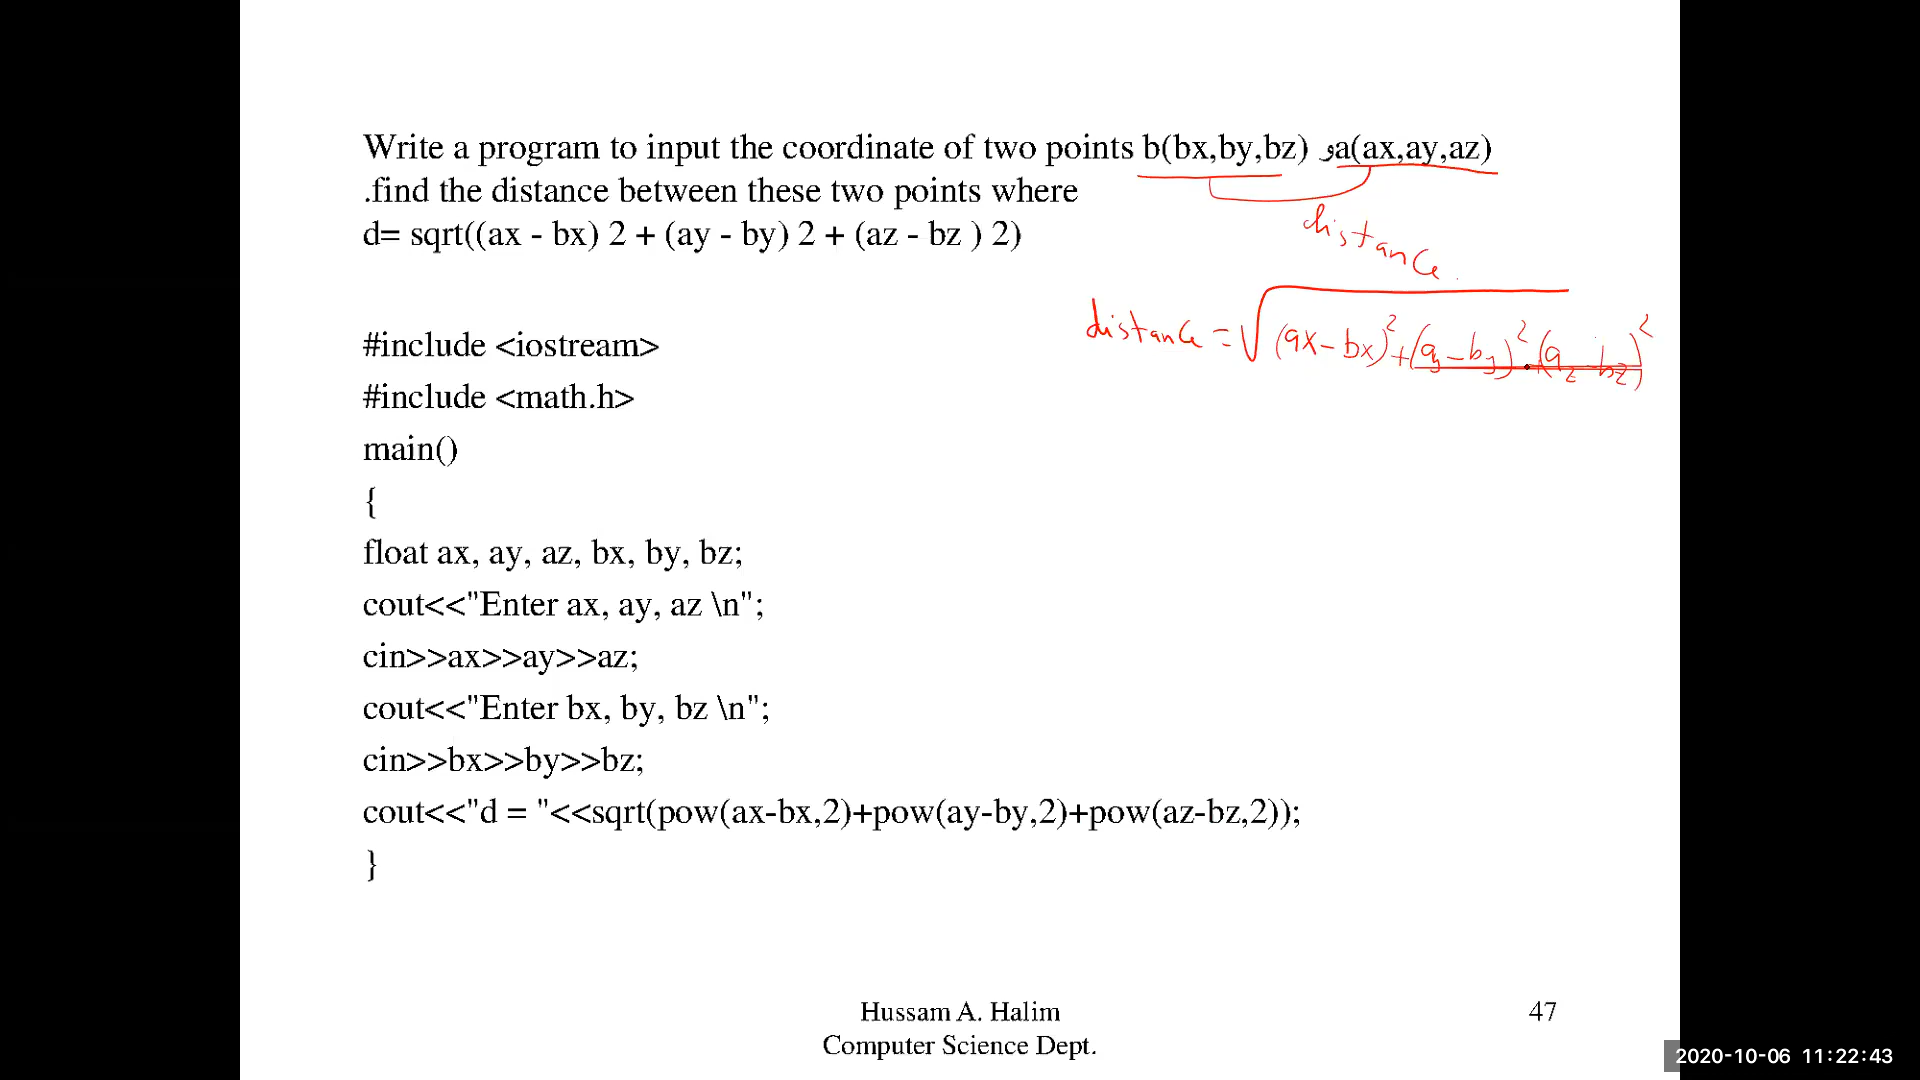 Write a program to input the coordinate of two points b(bx,by,bz) و a(ax,ay,az)
.find the distance between these two points where
d= sqrt((ax - bx) 2 + (ay - by) 2 + (az - bz ) 2)
distance
distance = √(ax-bx)²+(ay-by)²+(az-bz)²
#include <iostream>
#include <math.h>
main()
{
float ax, ay, az, bx, by, bz;
cout<<"Enter ax, ay, az \n";
cin>>ax>>ay>>az;
cout<<"Enter bx, by, bz \n";
cin>>bx>>by>>bz;
cout<<"d = "<<sqrt(pow(ax-bx,2)+pow(ay-by,2)+pow(az-bz,2));
}
Hussam A. Halim
Computer Science Dept.
47
2020-10-06 11:22:43